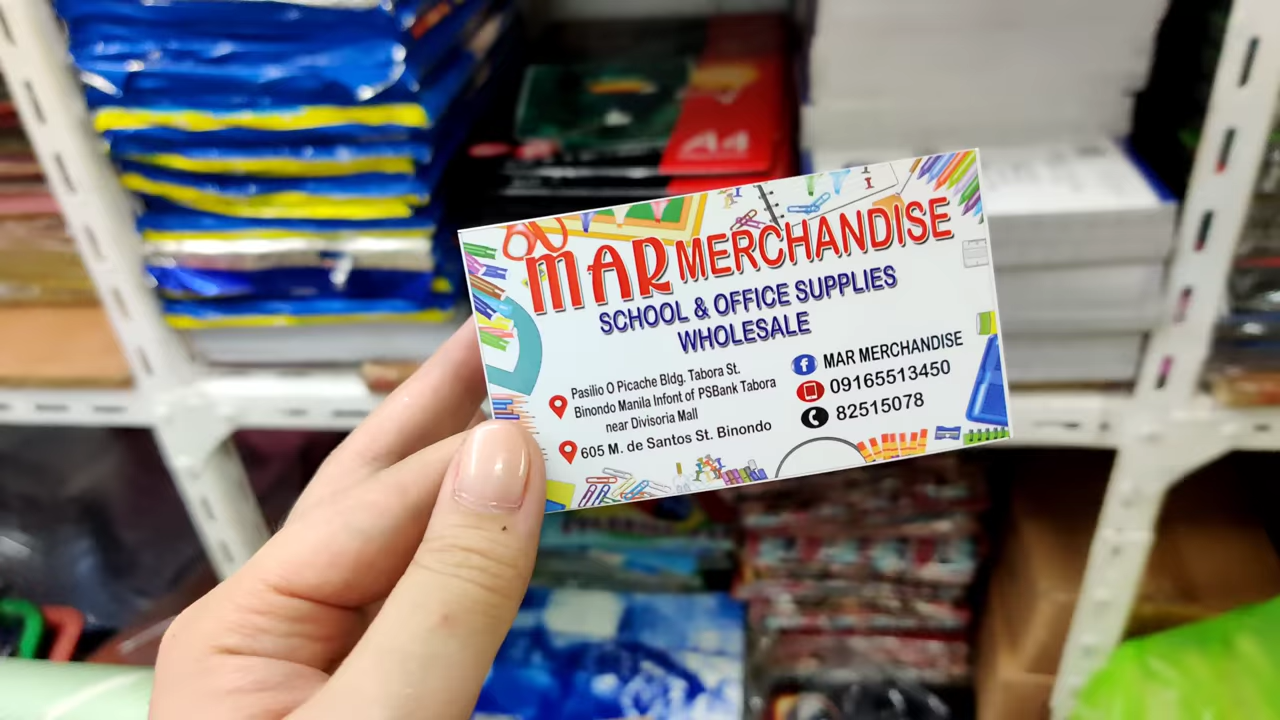 A4
MAR MERCHANDISE
SCHOOL & OFFICE SUPPLIES
WHOLESALE
Pasilio O Picache Bldg. Tabora St.
Binondo Manila Infont of PSBank Tabora
near Divisoria Mall
605 M. de Santos St. Binondo
MAR MERCHANDISE
09165513450
82515078